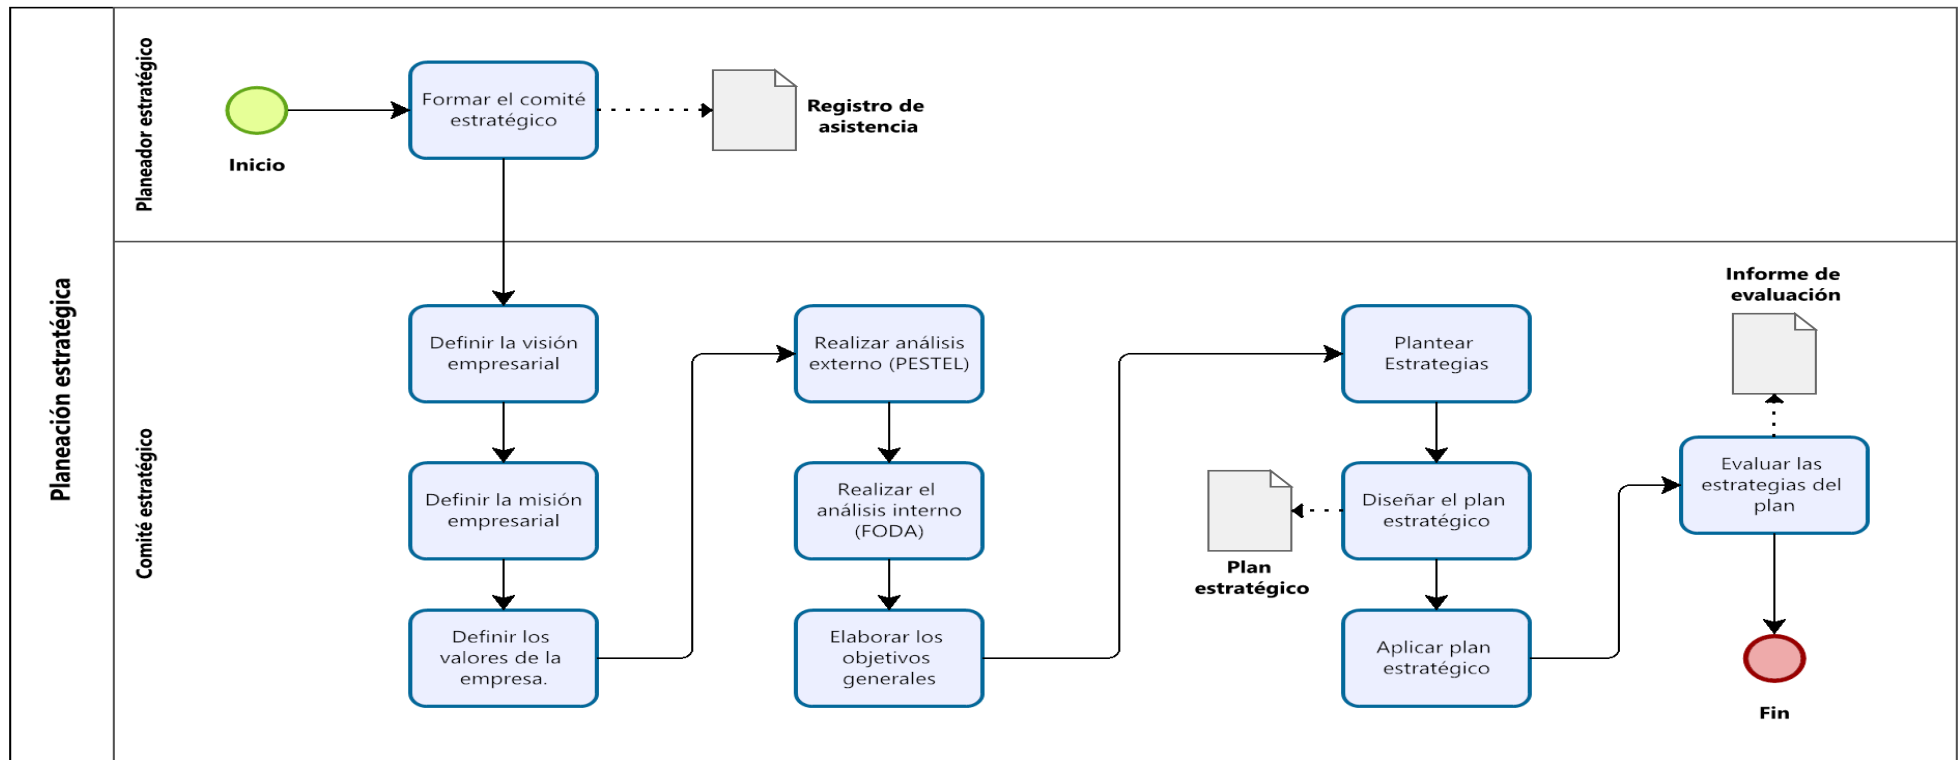 Planeación estratégica
Planeador estratégico
Inicio
Formar el comité
estratégico
Registro de
asistencia
Comité estratégico
Definir la visión
empresarial
Definir la misión
empresarial
Definir los
valores de la
empresa.
Realizar análisis
externo (PESTEL)
Realizar el
análisis interno
(FODA)
Elaborar los
objetivos
generales
Plantear
Estrategias
Diseñar el plan
estratégico
Plan
estratégico
Aplicar plan
estratégico
Informe de
evaluación
Evaluar las
estrategias del
plan
Fin